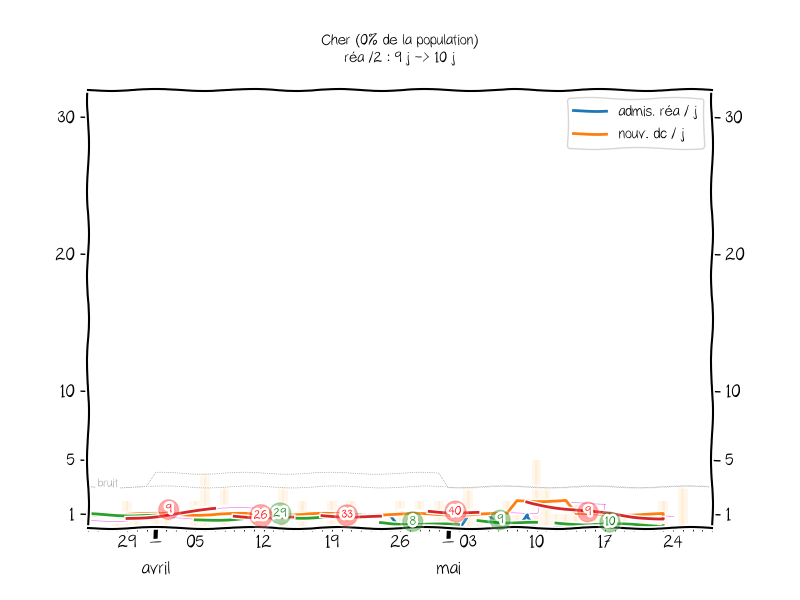 Cher (0% de la population)
réa /2 : 9 j -> 10 j
admis. réa / j
nouv. dc / j
30 30
20 20
10 10
5 5
bruit
1 1
9 26 29 33 8 40 9 9 10
29 05 12 19 26 03 10 17 24
avril mai